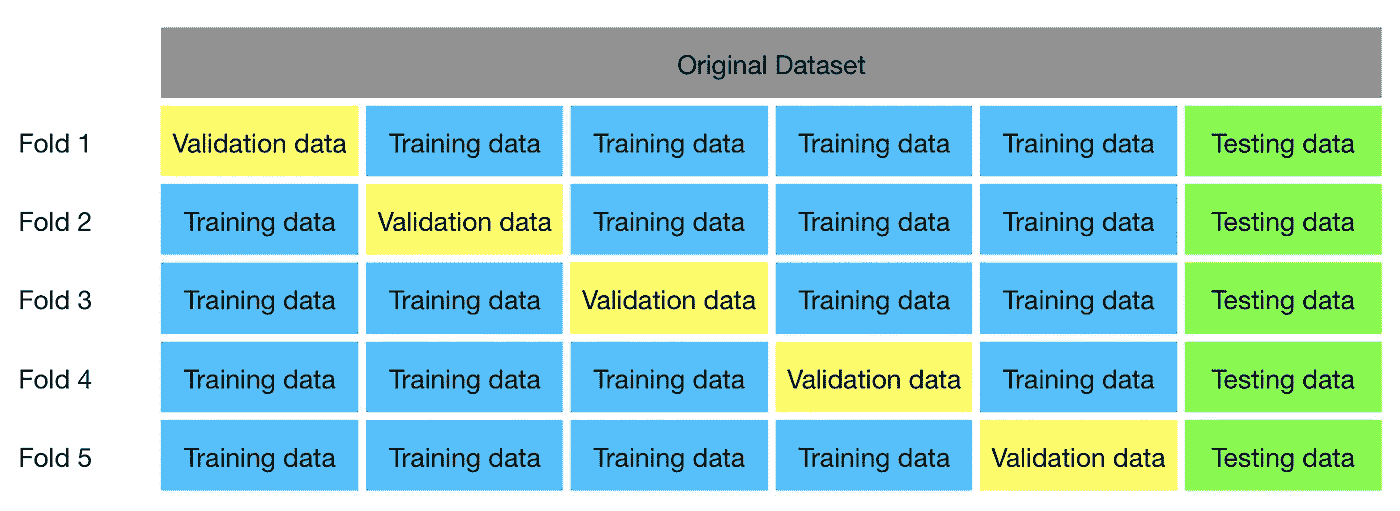 Original Dataset
Fold 1 Validation data Training data Training data Training data Training data Testing data
Fold 2 Training data Validation data Training data Training data Training data Testing data
Fold 3 Training data Training data Validation data Training data Training data Testing data
Fold 4 Training data Training data Training data Validation data Training data Testing data
Fold 5 Training data Training data Training data Training data Validation data Testing data